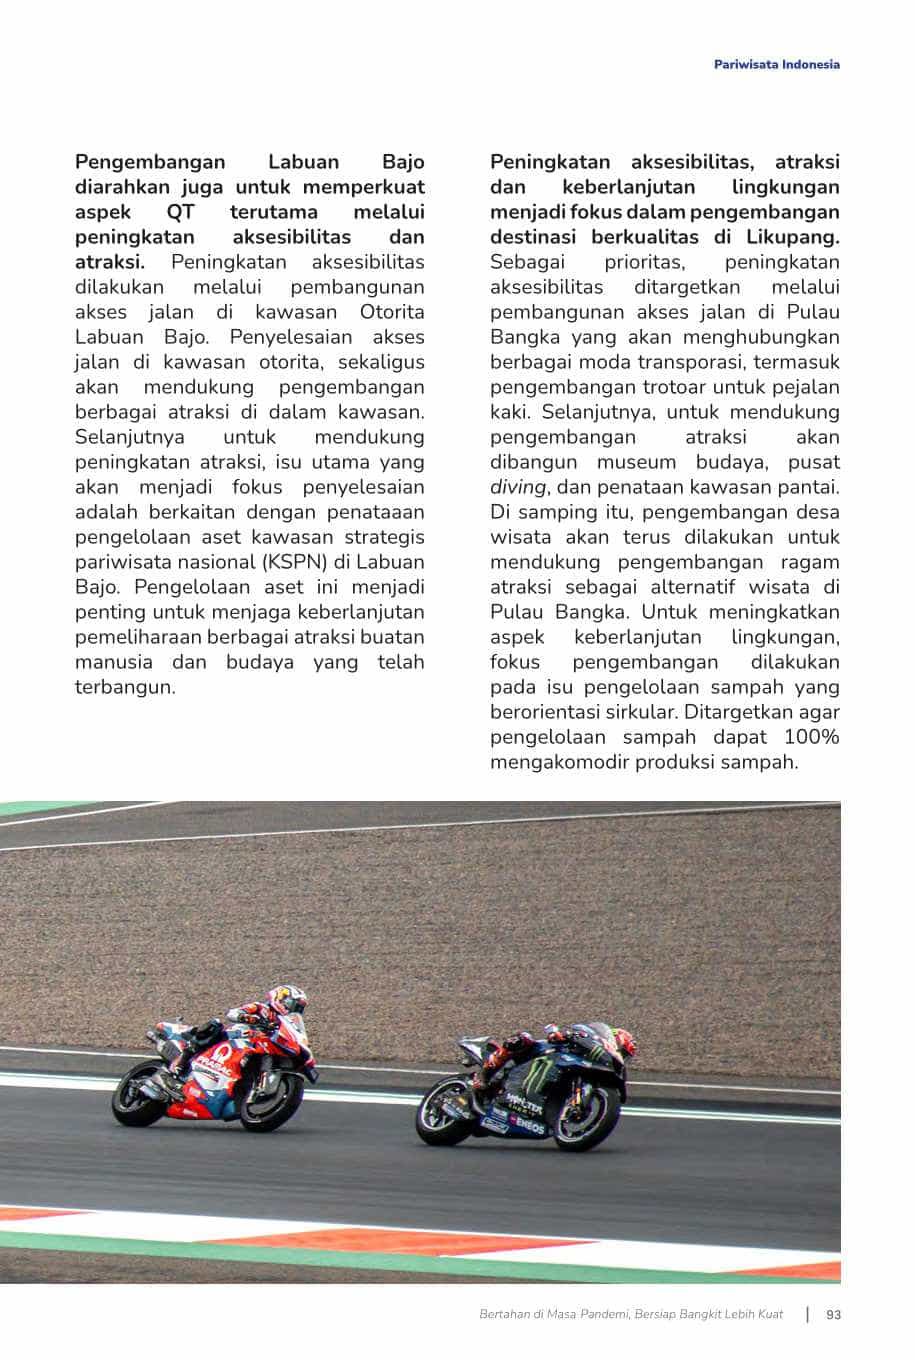 Pariwisata Indonesia
Pengembangan Labuan Bajo
diarahkan juga untuk memperkuat
aspek QT terutama melalui
peningkatan aksesibilitas dan
atraksi. Peningkatan aksesibilitas
dilakukan melalui pembangunan
akses jalan di kawasan Otorita
Labuan Bajo. Penyelesaian akses
jalan di kawasan otorita, sekaligus
akan mendukung pengembangan
berbagai atraksi di dalam kawasan.
Selanjutnya untuk mendukung
peningkatan atraksi, isu utama yang
akan menjadi fokus penyelesaian
adalah berkaitan dengan penataaan
pengelolaan aset kawasan strategis
pariwisata nasional (KSPN) di Labuan
Bajo. Pengelolaan aset ini menjadi
penting untuk menjaga keberlanjutan
pemeliharaan berbagai atraksi buatan
manusia dan budaya yang telah
terbangun.
Peningkatan aksesibilitas, atraksi
dan keberlanjutan lingkungan
menjadi fokus dalam pengembangan
destinasi berkualitas di Likupang.
Sebagai prioritas, peningkatan
aksesibilitas ditargetkan melalui
pembangunan akses jalan di Pulau
Bangka yang akan menghubungkan
berbagai moda transporasi, termasuk
pengembangan trotoar untuk pejalan
kaki. Selanjutnya, untuk mendukung
pengembangan atraksi akan
dibangun museum budaya, pusat
diving, dan penataan kawasan pantai.
Di samping itu, pengembangan desa
wisata akan terus dilakukan untuk
mendukung pengembangan ragam
atraksi sebagai alternatif wisata di
Pulau Bangka. Untuk meningkatkan
aspek keberlanjutan lingkungan,
fokus pengembangan dilakukan
pada isu pengelolaan sampah yang
berorientasi sirkular. Ditargetkan agar
pengelolaan sampah dapat 100%
mengakomodir produksi sampah.
PRAMAC
MONSTER
ENERGY
ENEOS
Bertahan di Masa Pandemi, Bersiap Bangkit Lebih Kuat | 93